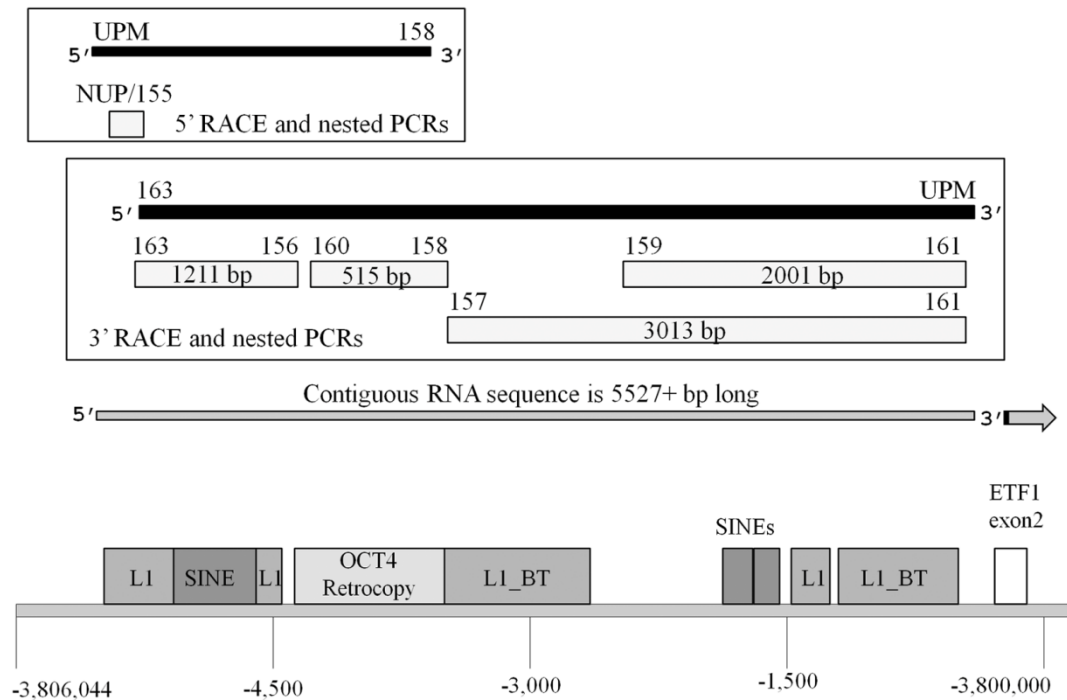 UPM 158
5′ 3′
NUP/155
5’ RACE and nested PCRs
163 UPM
5′ 3′
163 156 160 158 159 161
1211 bp 515 bp 2001 bp
157 161
3013 bp
3’ RACE and nested PCRs
Contiguous RNA sequence is 5527+ bp long
5′ 3′
ETF1
exon2
SINEs
L1 SINE L1 OCT4 Retrocopy L1_BT L1 L1_BT
-3,806,044 -4,500 -3,000 -1,500 -3,800,000